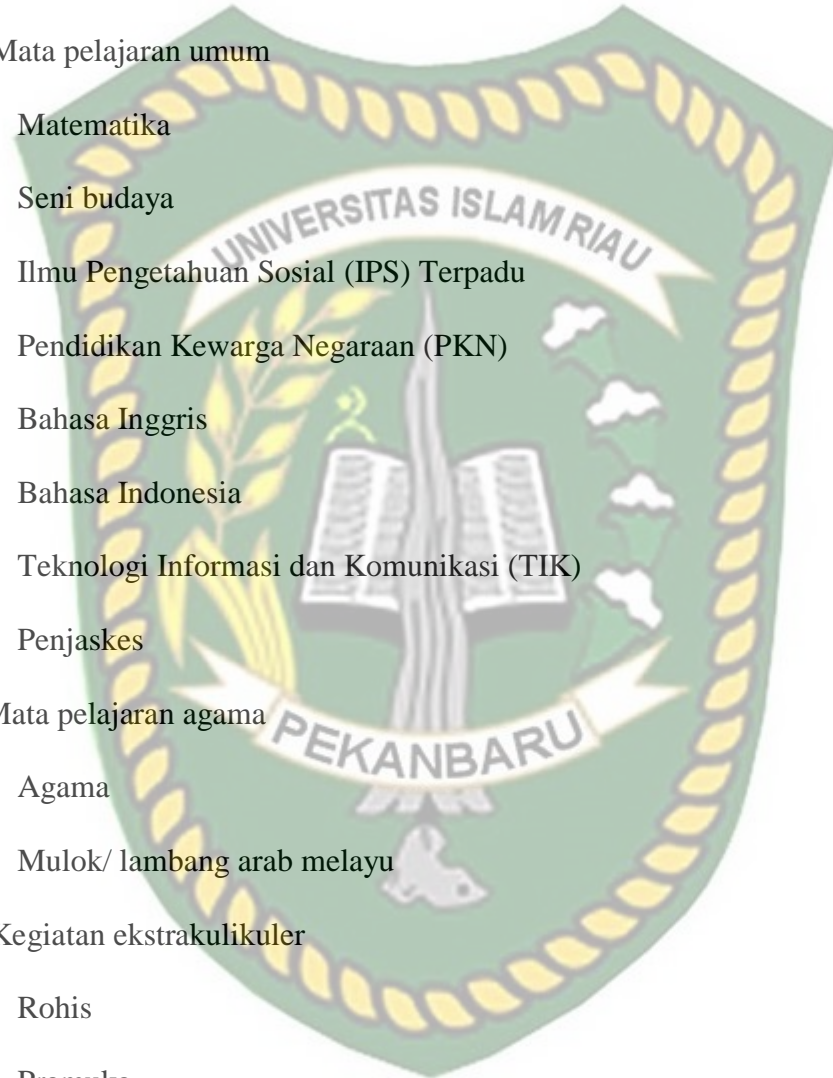 Mata pelajaran umum
Matematika
Seni budaya
UNIVERSITAS ISLAM RIAU
Ilmu Pengetahuan Sosial (IPS) Terpadu
Pendidikan Kewarga Negaraan (PKN)
Bahasa Inggris
Bahasa Indonesia
Teknologi Informasi dan Komunikasi (TIK)
Penjaskes
Mata pelajaran agama
PEKANBARU
Agama
Mulok/ lambang arab melayu
Kegiatan ekstrakulikuler
Rohis